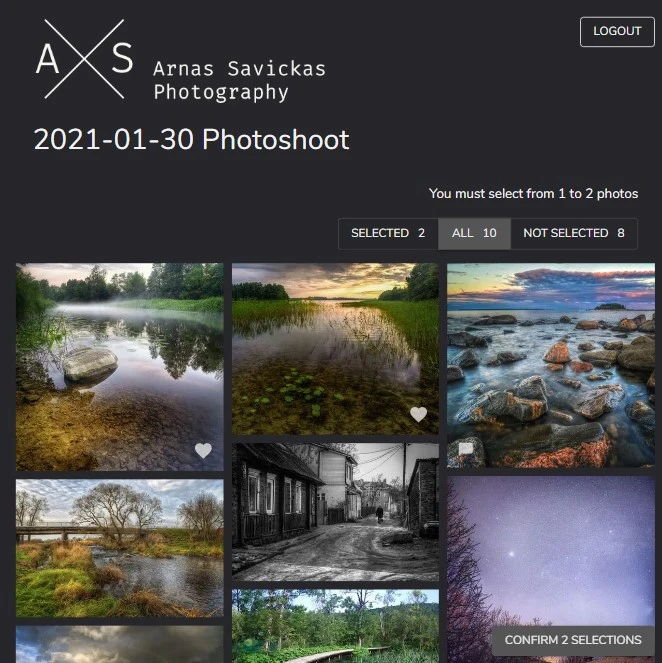 LOGOUT
A S
Arnas Savickas
Photography
2021-01-30 Photoshoot
You must select from 1 to 2 photos
SELECTED 2 ALL 10 NOT SELECTED 8
CONFIRM 2 SELECTIONS